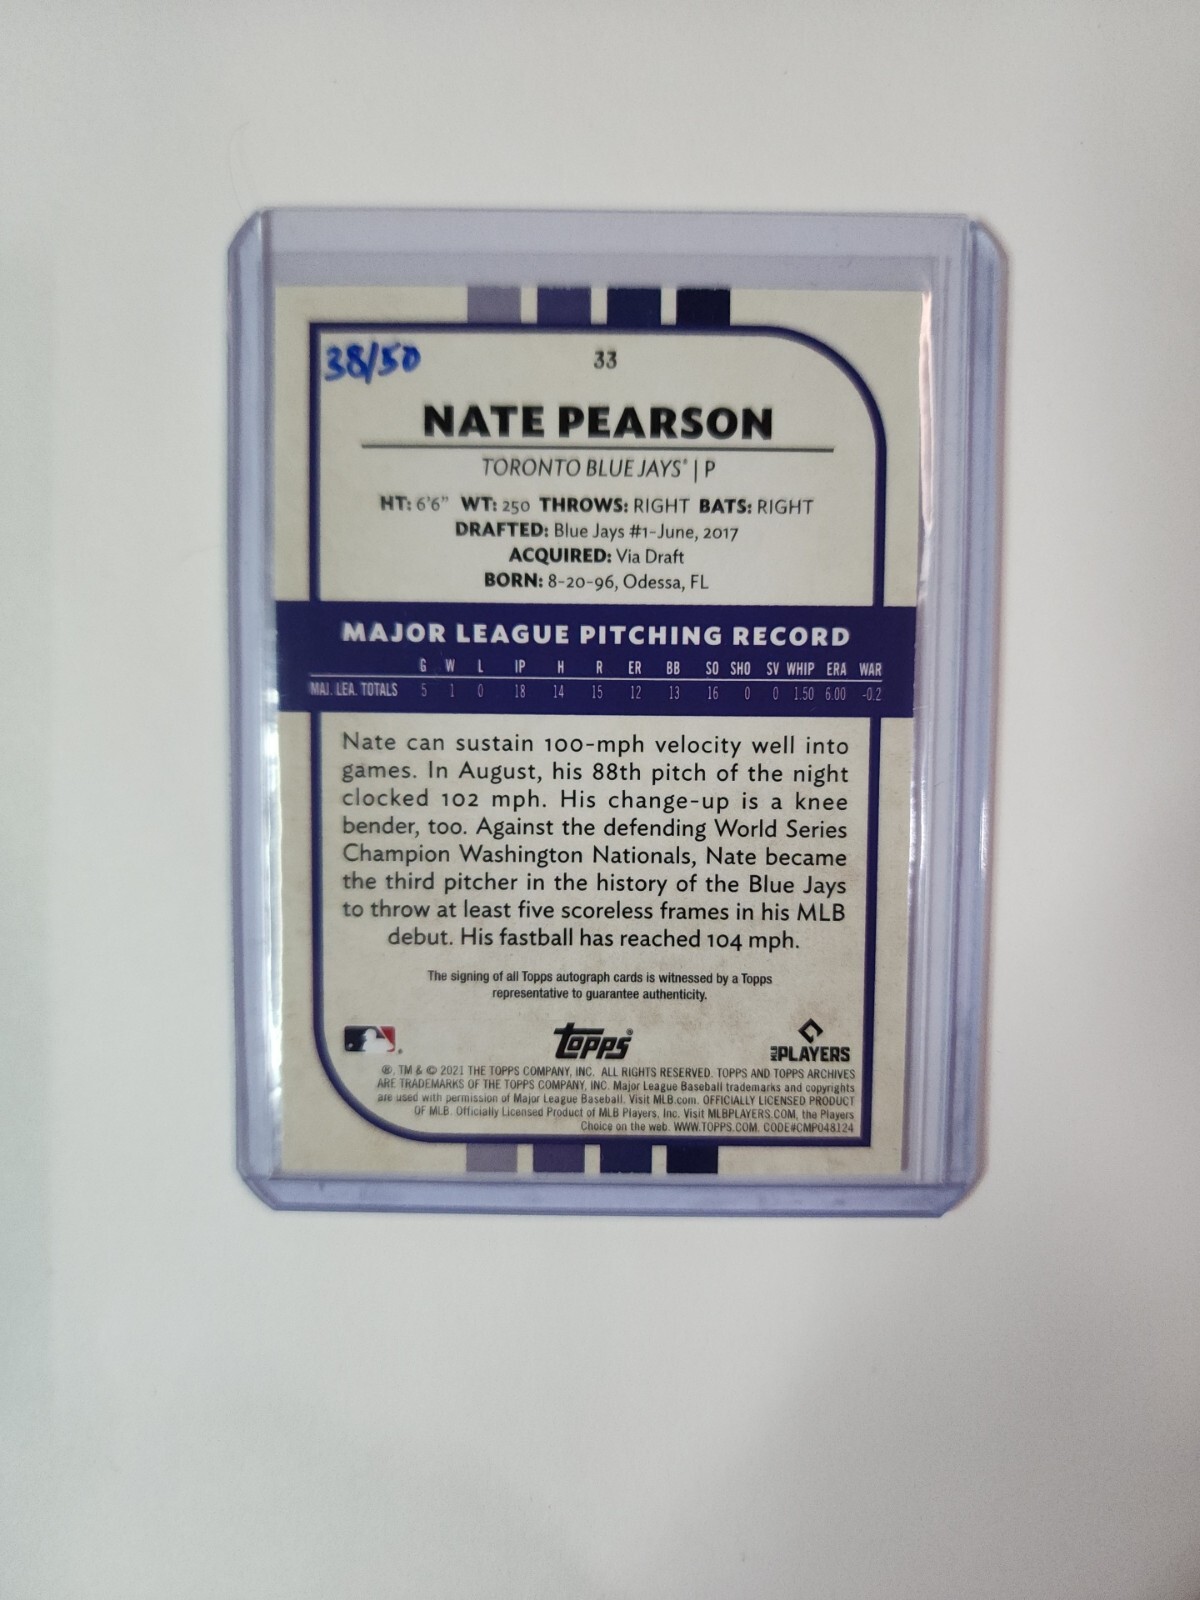 38/50
33
NATE PEARSON
TORONTO BLUE JAYS® | P
HT: 6'6" WT: 250 THROWS: RIGHT BATS: RIGHT
DRAFTED: Blue Jays #1-June, 2017
ACQUIRED: Via Draft
BORN: 8-20-96, Odessa, FL
MAJOR LEAGUE PITCHING RECORD
G W L IP H R ER BB SO SHO SV WHIP ERA WAR
MAJ. LEA. TOTALS 5 1 0 18 14 15 12 13 16 0 0 1.50 6.00 -0.2
Nate can sustain 100-mph velocity well into
games. In August, his 88th pitch of the night
clocked 102 mph. His change-up is a knee
bender, too. Against the defending World Series
Champion Washington Nationals, Nate became
the third pitcher in the history of the Blue Jays
to throw at least five scoreless frames in his MLB
debut. His fastball has reached 104 mph.
The signing of all Topps autograph cards is witnessed by a Topps
representative to guarantee authenticity.
topps®
MLB PLAYERS
®, TM & © 2021 THE TOPPS COMPANY, INC. ALL RIGHTS RESERVED. TOPPS AND TOPPS ARCHIVES
ARE TRADEMARKS OF THE TOPPS COMPANY, INC. Major League Baseball trademarks and copyrights
are used with permission of Major League Baseball. Visit MLB.com. OFFICIALLY LICENSED PRODUCT
OF MLB. Officially Licensed Product of MLB Players, Inc. Visit MLBPLAYERS.COM, the Players
Choice on the web. WWW.TOPPS.COM. CODE#CMP048124